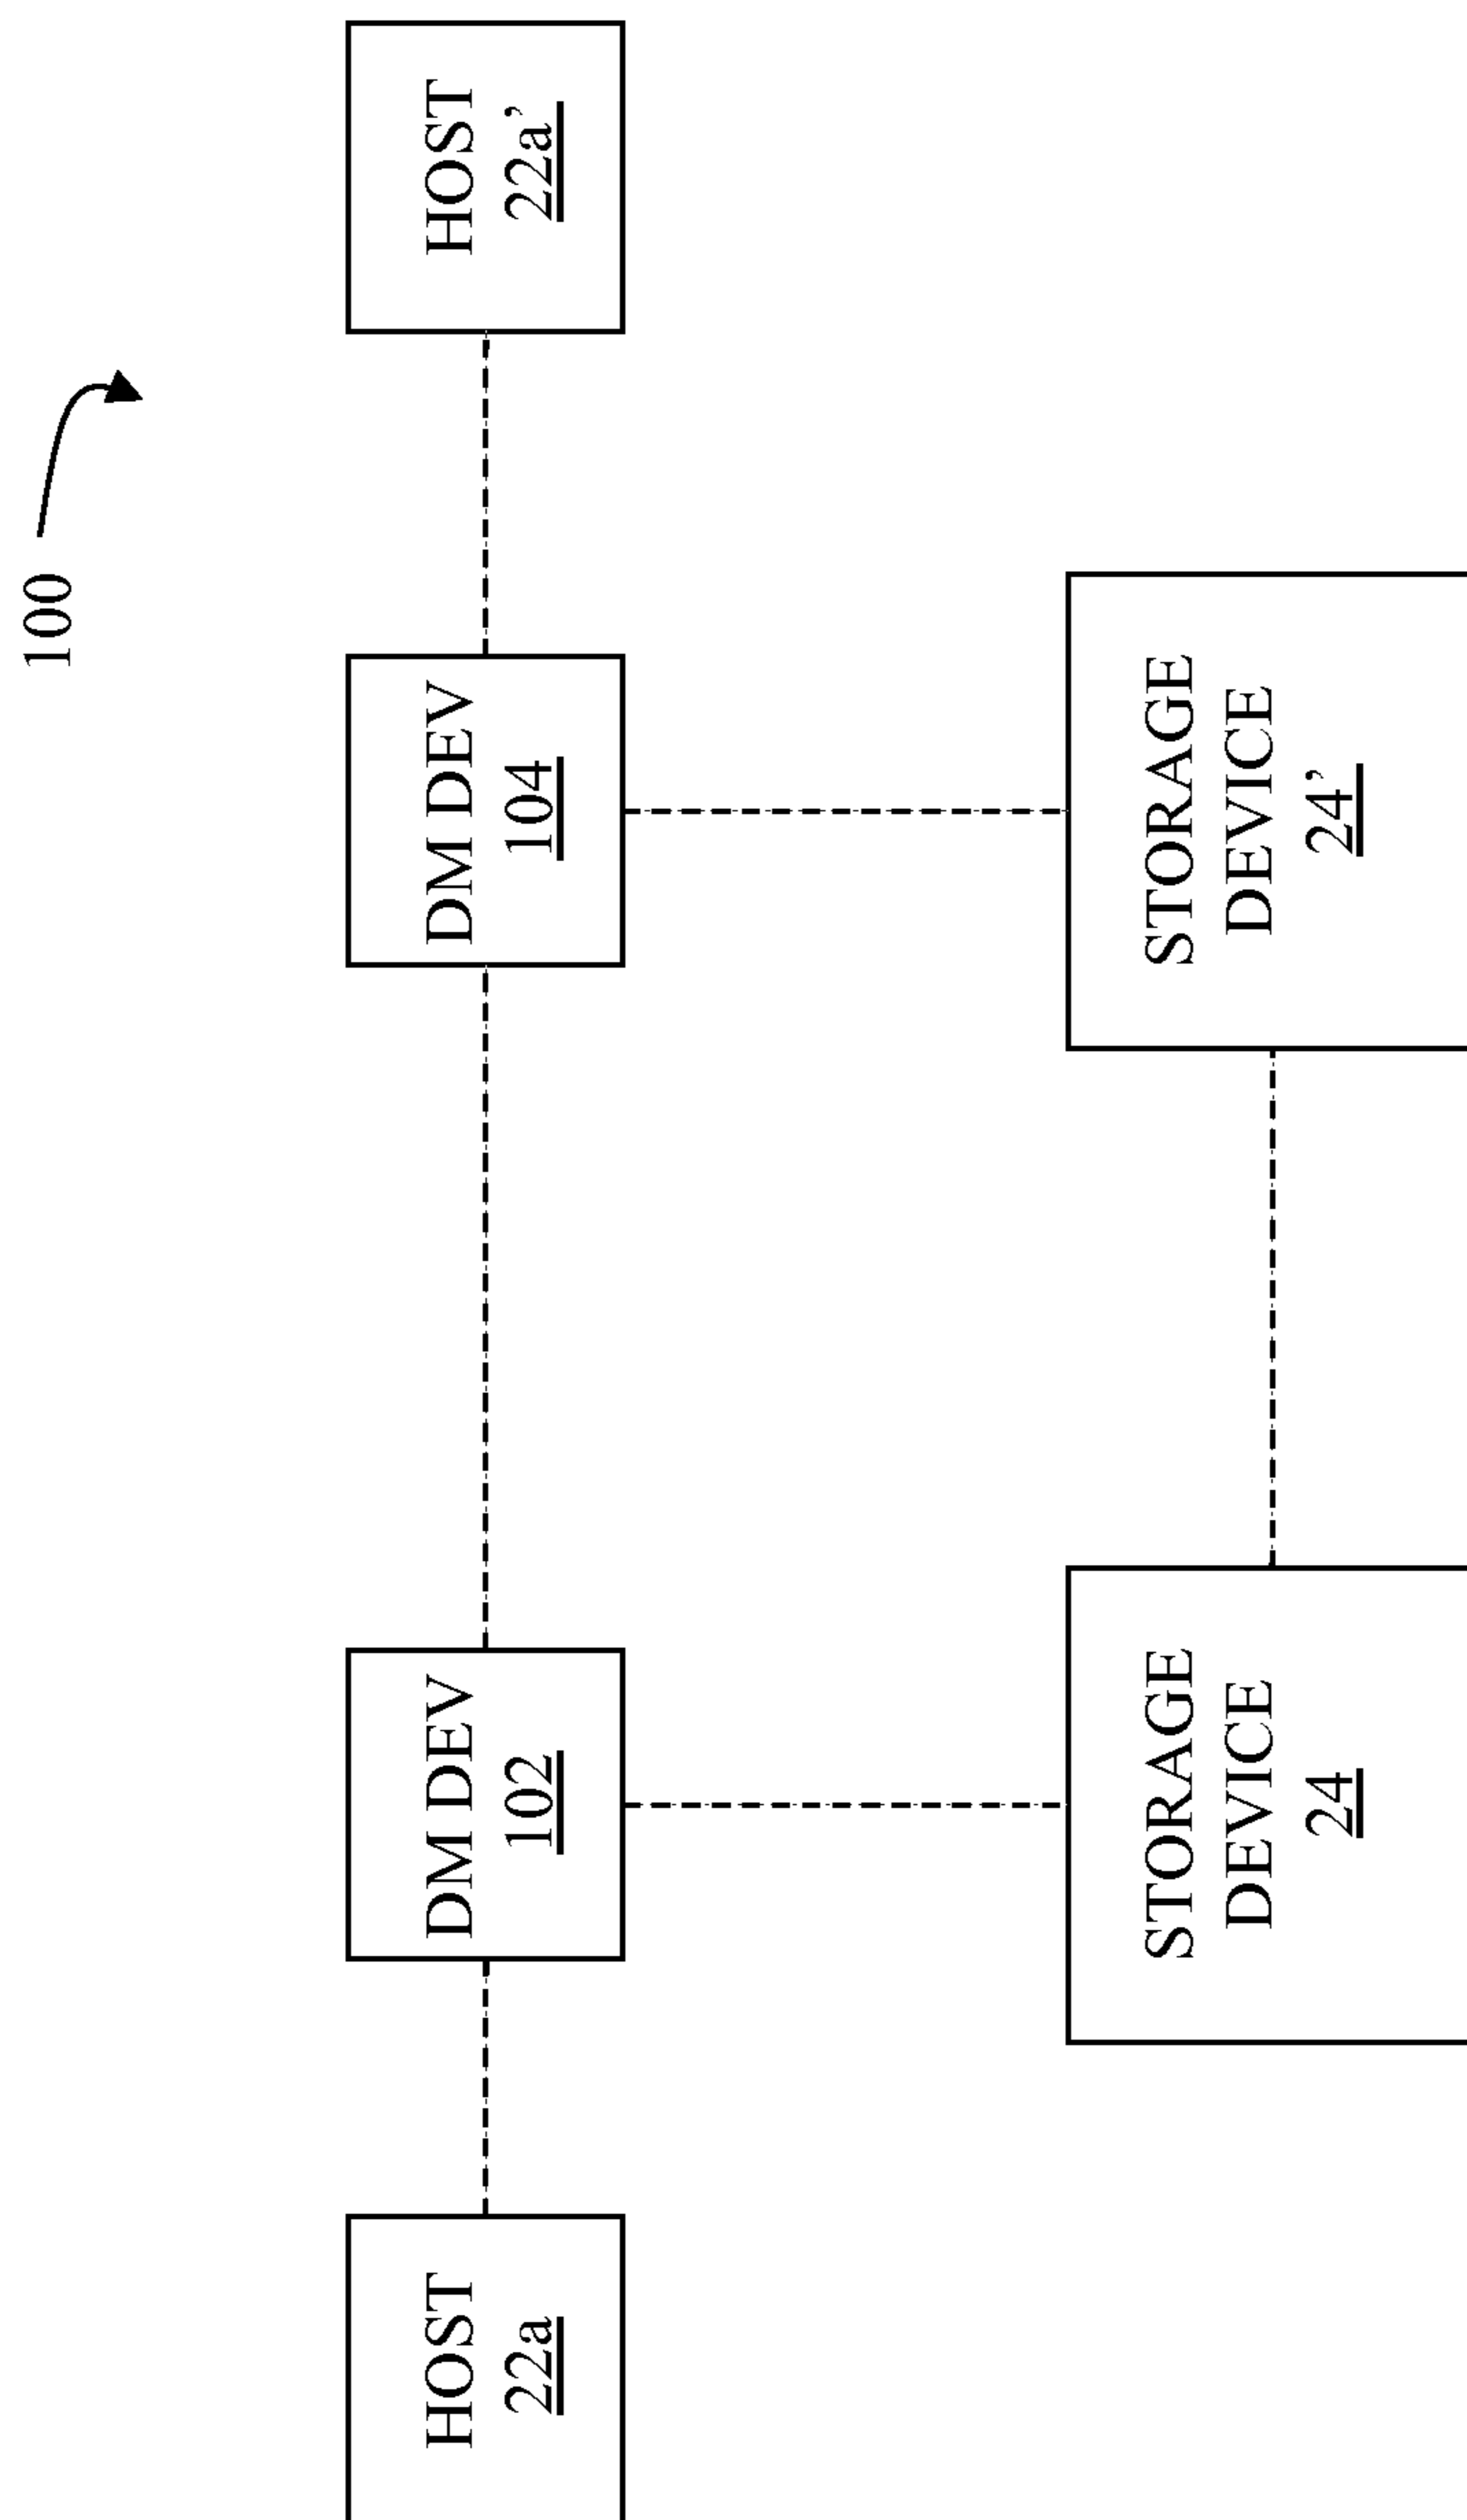 100
HOST
22a
DM DEV
102
DM DEV
104
HOST
22a’
STORAGE
DEVICE
24
STORAGE
DEVICE
24’